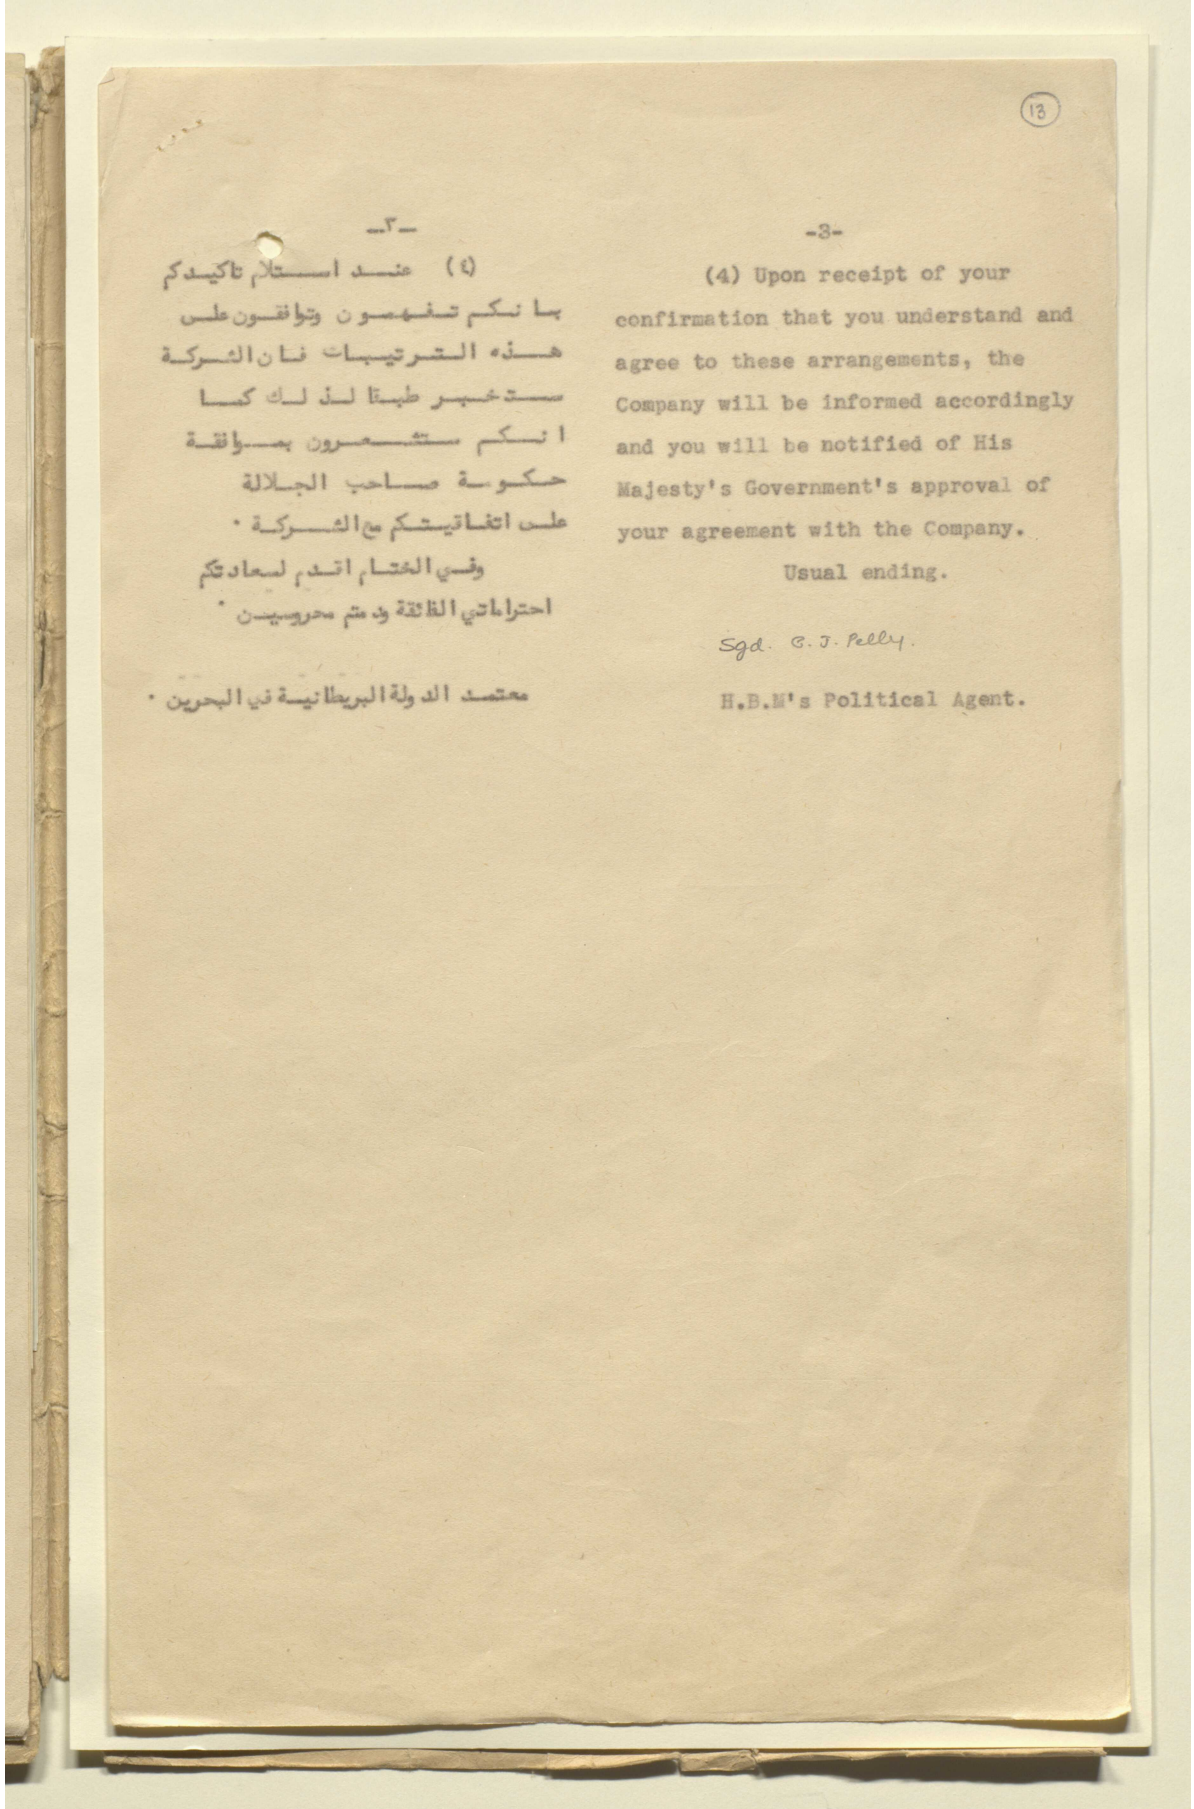 13
-٣-
(٤) عند استلام تاكيدكم
بانكم تفهمون وتوافقون على
هذه الترتيبات فان الشركة
ستخبر طبقا لذلك كما
انكم ستشعرون بموافقة
حكومة صاحب الجلالة
على اتفاقيتكم مع الشركة .
وفي الختام اقدم لسعادتكم
احتراماتي الفائقة ودمتم محروسين .
معتمد الدولة البريطانية في البحرين .
-3-
(4) Upon receipt of your
confirmation that you understand and
agree to these arrangements, the
Company will be informed accordingly
and you will be notified of His
Majesty's Government's approval of
your agreement with the Company.
Usual ending.
Sgd. C. J. Pelly.
H.B.M's Political Agent.